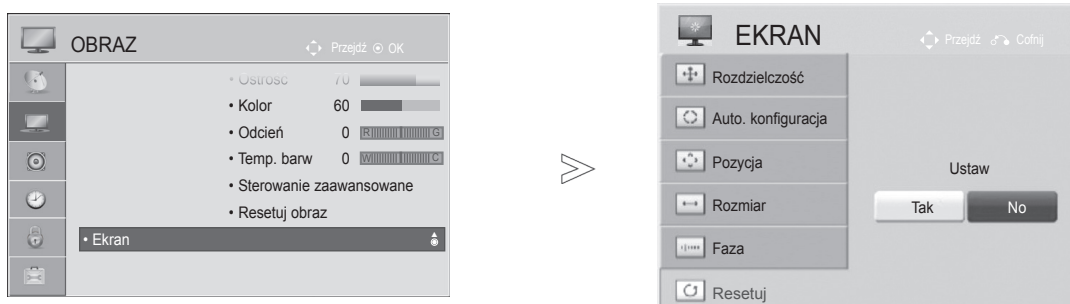 OBRAZ
Przejdź OK
• Ostrość 70
• Kolor 60
• Odcień 0 R G
• Temp. barw 0 W C
• Sterowanie zaawansowane
• Resetuj obraz
• Ekran
EKRAN
Przejdź Cofnij
Rozdzielczość
Auto. konfiguracja
Pozycja
Rozmiar
Faza
Resetuj
Ustaw
Tak No